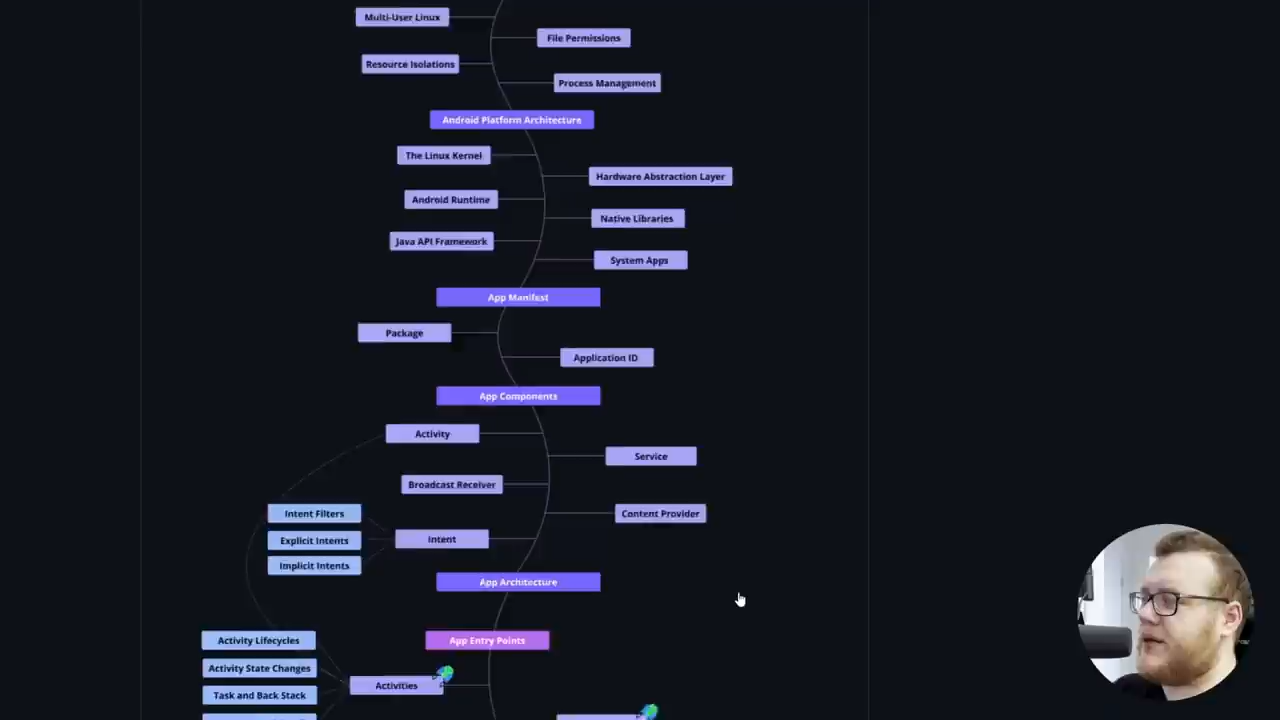 Multi-User Linux
File Permissions
Resource Isolations
Process Management
Android Platform Architecture
The Linux Kernel
Hardware Abstraction Layer
Android Runtime
Native Libraries
Java API Framework
System Apps
App Manifest
Package
Application ID
App Components
Activity
Service
Broadcast Receiver
Intent Filters
Content Provider
Explicit Intents
Intent
Implicit Intents
App Architecture
Activity Lifecycles
App Entry Points
Activity State Changes
Activities
Task and Back Stack